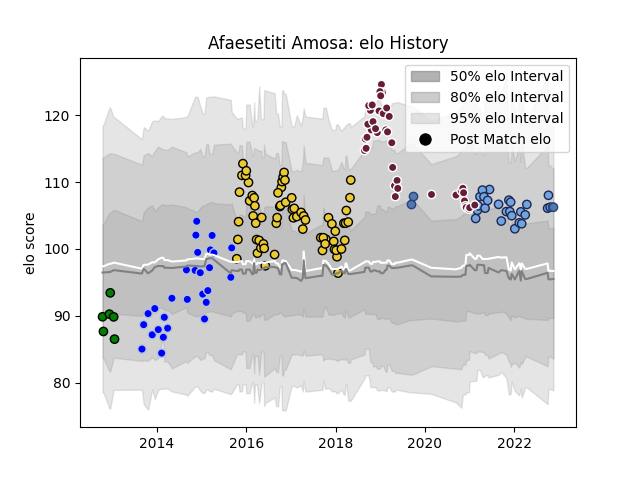 Afaesetiti Amosa: elo History
50% elo Interval
80% elo Interval
95% elo Interval
Post Match elo
elo score
120
110
100
90
80
2014
2016
2018
2020
2022